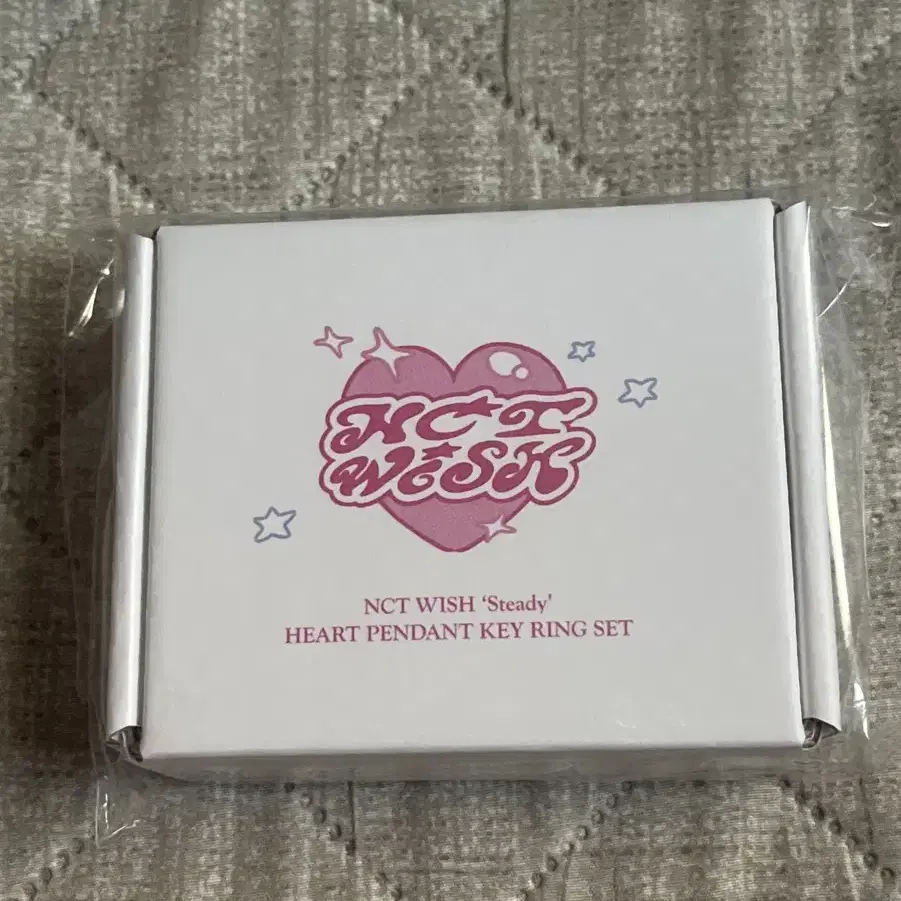 NCT
WiSH
NCT WISH ‘Steady'
HEART PENDANT KEY RING SET